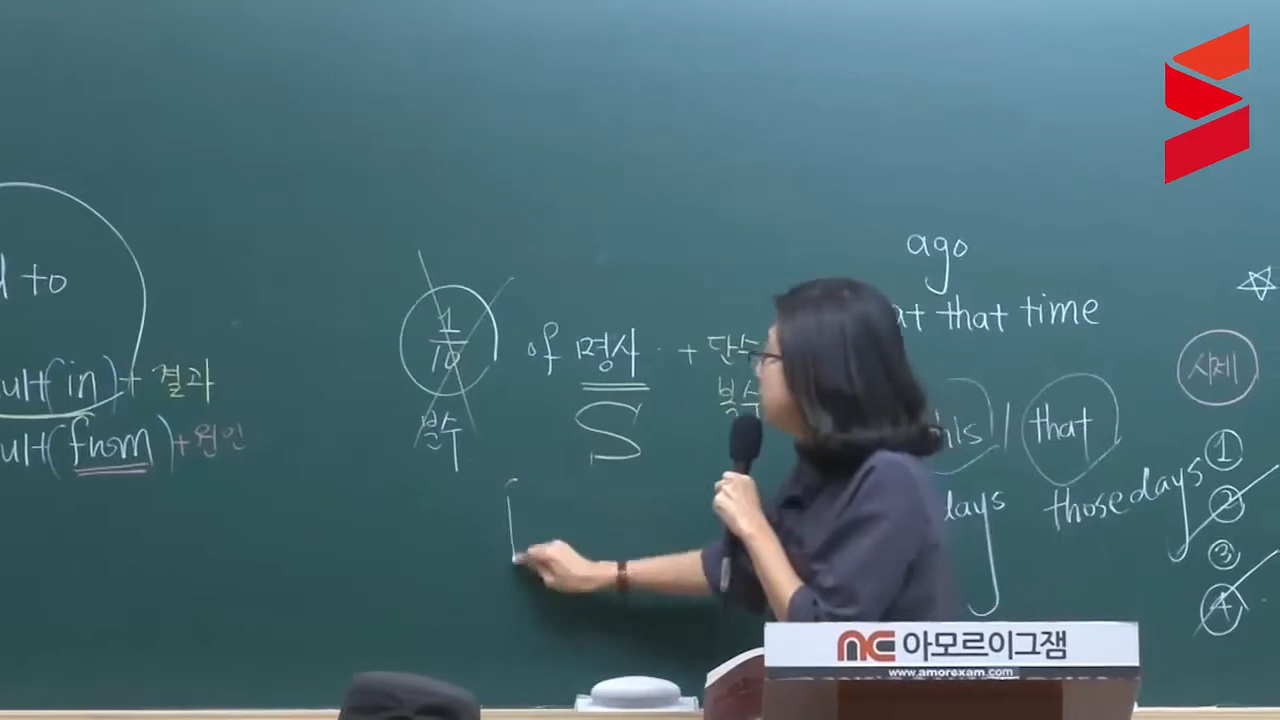 d to
ult(in) + 결과
ult(from) + 원인
1/10 of 명사 + 단수
복수
분수
S
ago
at that time
this / that
days those days
사제
①
②
③
④
아모르이그잼
www.amorexam.com